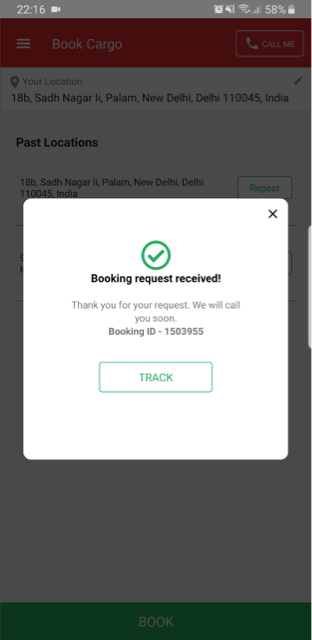 22:16 58%
Book Cargo CALL ME
Your Location
18b, Sadh Nagar Ii, Palam, New Delhi, Delhi 110045, India
Past Locations
18b, Sadh Nagar Ii, Palam, New Delhi, Delhi
110045, India
Repeat
Booking request received!
Thank you for your request. We will call
you soon.
Booking ID - 1503955
TRACK
BOOK